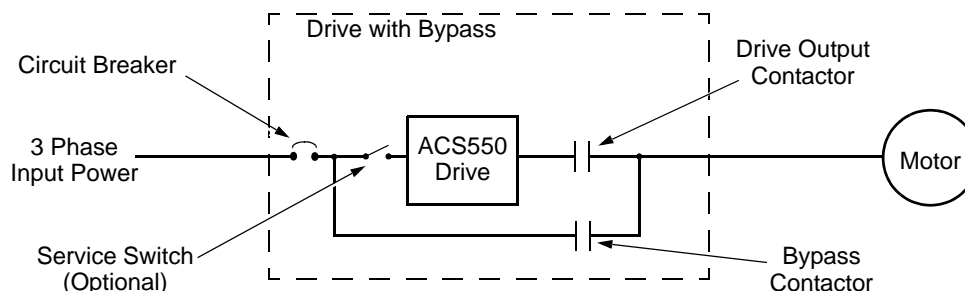 Drive with Bypass
Circuit Breaker
Drive Output
Contactor
3 Phase
Input Power
ACS550
Drive
Motor
Service Switch
(Optional)
Bypass
Contactor